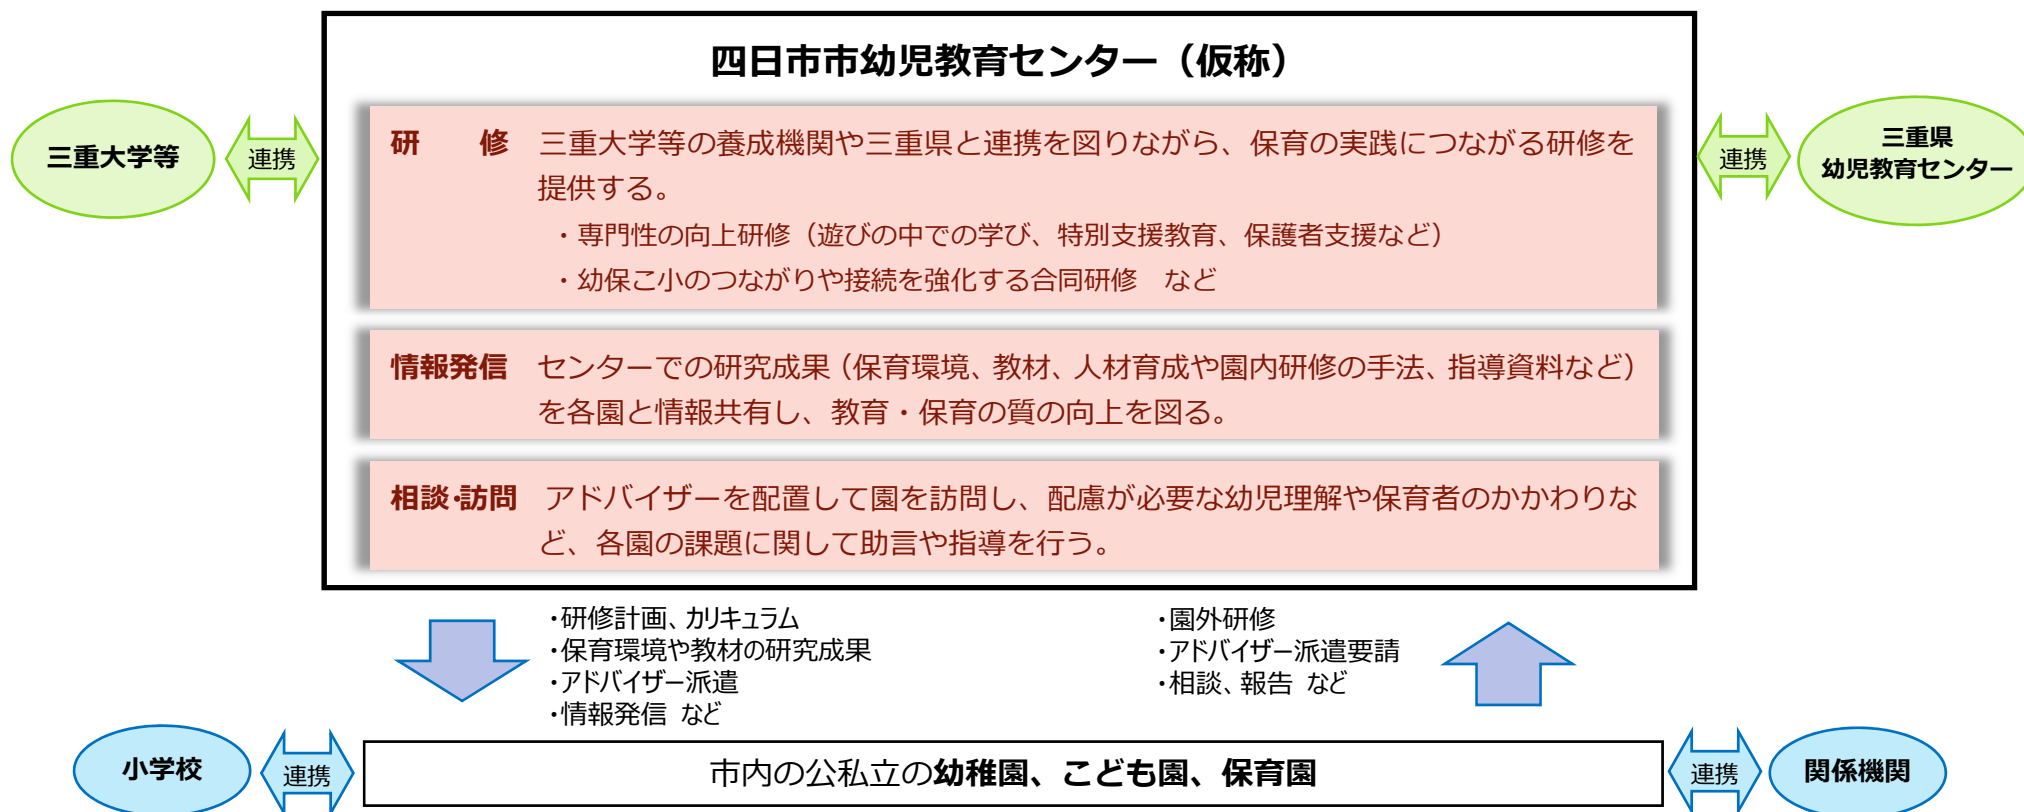 四日市市幼児教育センター（仮称）
三重大学等
連携
研　修　三重大学等の養成機関や三重県と連携を図りながら、保育の実践につながる研修を
提供する。
・専門性の向上研修（遊びの中での学び、特別支援教育、保護者支援など）
・幼保こ小のつながりや接続を強化する合同研修　など
連携
三重県
幼児教育センター
情報発信　センターでの研究成果（保育環境、教材、人材育成や園内研修の手法、指導資料など）
を各園と情報共有し、教育・保育の質の向上を図る。
相談・訪問　アドバイザーを配置して園を訪問し、配慮が必要な幼児理解や保育者のかかわりな
ど、各園の課題に関して助言や指導を行う。
・研修計画、カリキュラム
・保育環境や教材の研究成果
・アドバイザー派遣
・情報発信 など
・園外研修
・アドバイザー派遣要請
・相談、報告 など
小学校
連携
市内の公私立の幼稚園、こども園、保育園
連携
関係機関